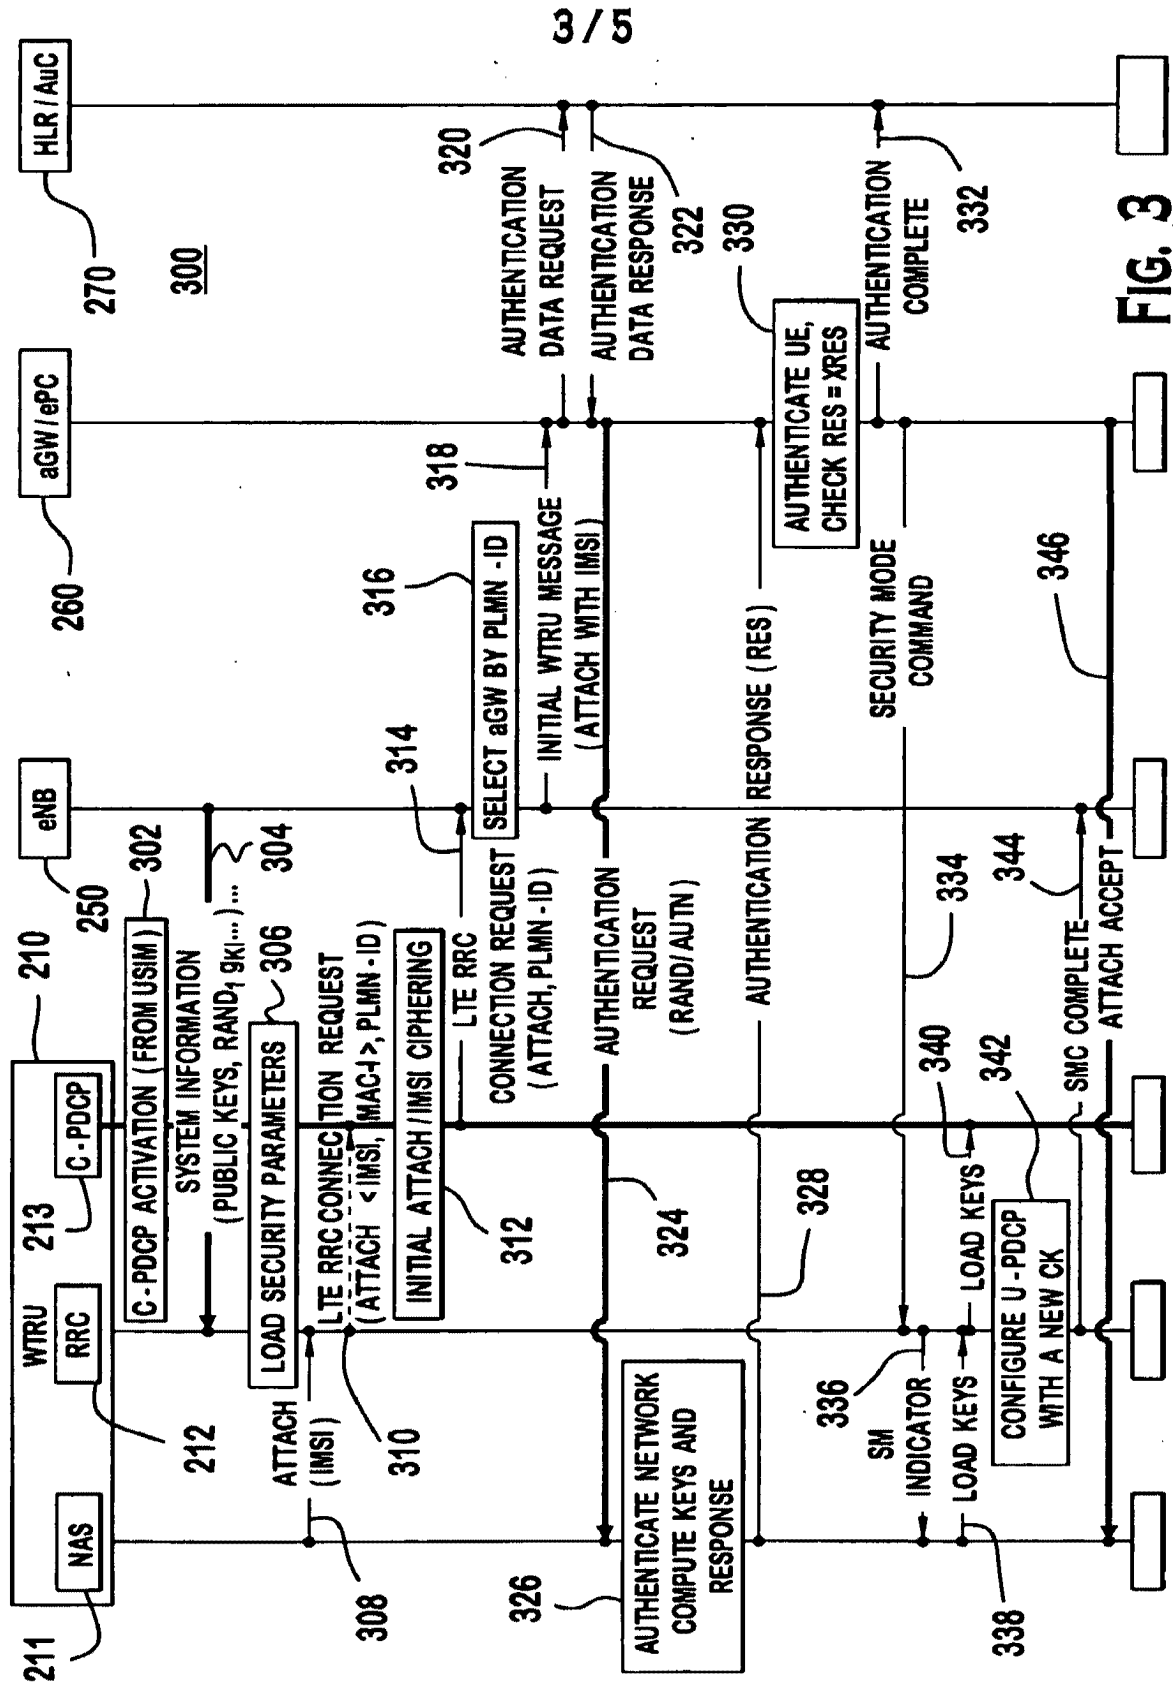 3/5
210
WTRU
211
NAS
212
RRC
213
C-PDCP
250
eNB
260
aGW/ePC
270
HLR/AuC
300
C-PDCP ACTIVATION (FROM USIM)
302
SYSTEM INFORMATION
(PUBLIC KEYS, RAND, gK(...)...
304
LOAD SECURITY PARAMETERS
306
ATTACH
(IMSI)
308
LTE RRC CONNECTION REQUEST
(ATTACH <IMSI, MAC-I>, PLMN-ID)
310
INITIAL ATTACH/IMSI CIPHERING
312
LTE RRC
CONNECTION REQUEST
(ATTACH, PLMN-ID)
314
SELECT aGW BY PLMN-ID
316
INITIAL WTRU MESSAGE
(ATTACH WITH IMSI)
318
AUTHENTICATION
DATA REQUEST
320
AUTHENTICATION
DATA RESPONSE
322
AUTHENTICATION
REQUEST
(RAND/AUTN)
324
AUTHENTICATE NETWORK
COMPUTE KEYS AND
RESPONSE
326
AUTHENTICATION RESPONSE (RES)
328
AUTHENTICATE UE,
CHECK RES = XRES
330
AUTHENTICATION
COMPLETE
332
SECURITY MODE
COMMAND
334
SM
INDICATOR
336
LOAD KEYS
338
LOAD KEYS
340
CONFIGURE U-PDCP
WITH A NEW CK
342
SMC COMPLETE
344
ATTACH ACCEPT
346
FIG. 3